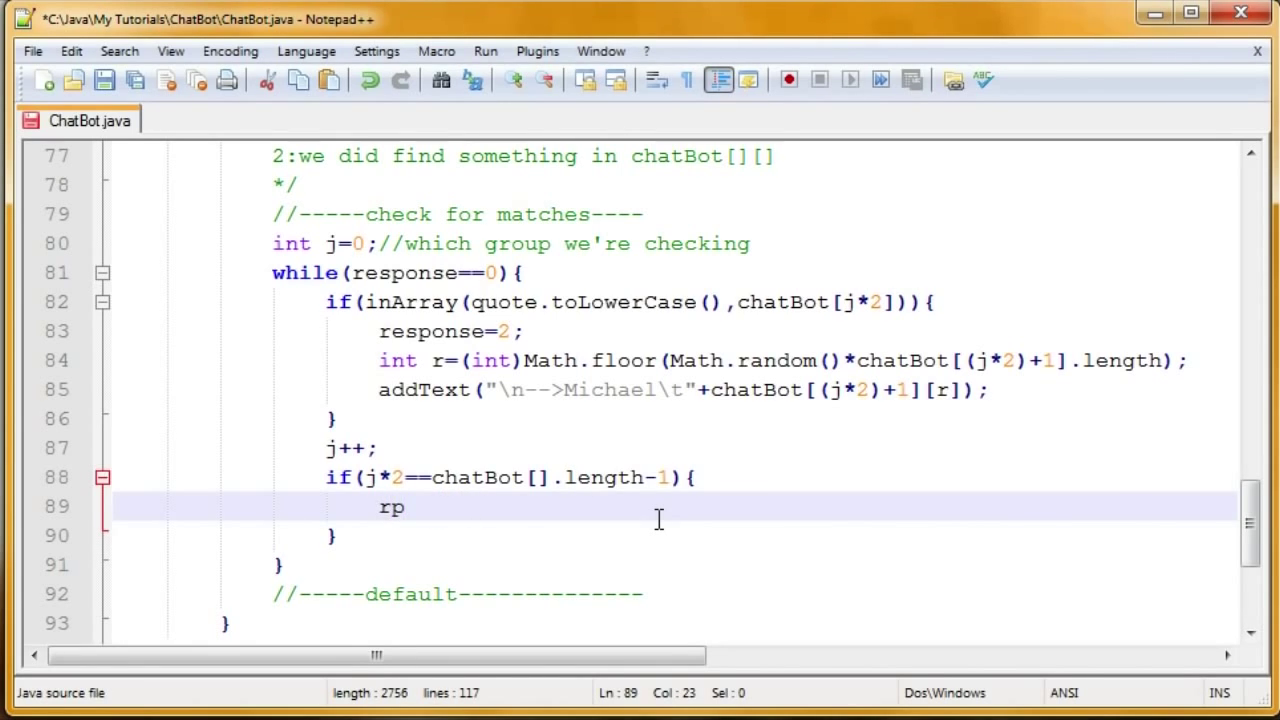 *C:\Java\My Tutorials\ChatBot\ChatBot.java - Notepad++
File Edit Search View Encoding Language Settings Macro Run Plugins Window ? X
ABC
ChatBot.java
77 2:we did find something in chatBot[][]
78 */
79 //-----check for matches----
80 int j=0;//which group we're checking
81 while(response==0){
82 if(inArray(quote.toLowerCase(),chatBot[j*2])){
83 response=2;
84 int r=(int)Math.floor(Math.random()*chatBot[(j*2)+1].length);
85 addText("\n-->Michael\t"+chatBot[(j*2)+1][r]);
86 }
87 j++;
88 if(j*2==chatBot[].length-1){
89 rp
90 }
91 }
92 //-----default--------------
93 }
Java source file length : 2756 lines : 117 Ln : 89 Col : 23 Sel : 0 Dos\Windows ANSI INS